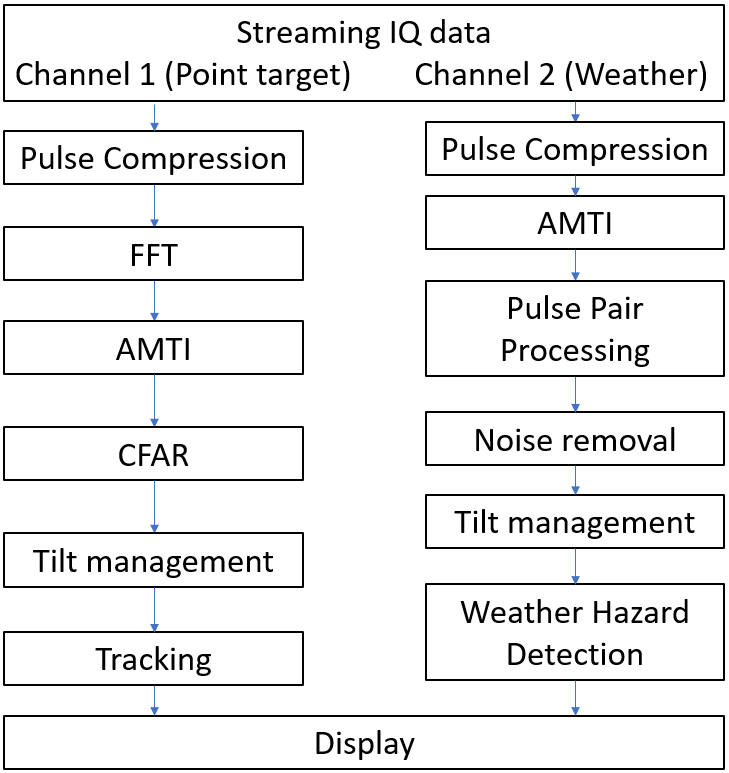 Streaming IQ data
Channel 1 (Point target)
Channel 2 (Weather)
Pulse Compression
FFT
AMTI
CFAR
Tilt management
Tracking
Pulse Compression
AMTI
Pulse Pair
Processing
Noise removal
Tilt management
Weather Hazard
Detection
Display